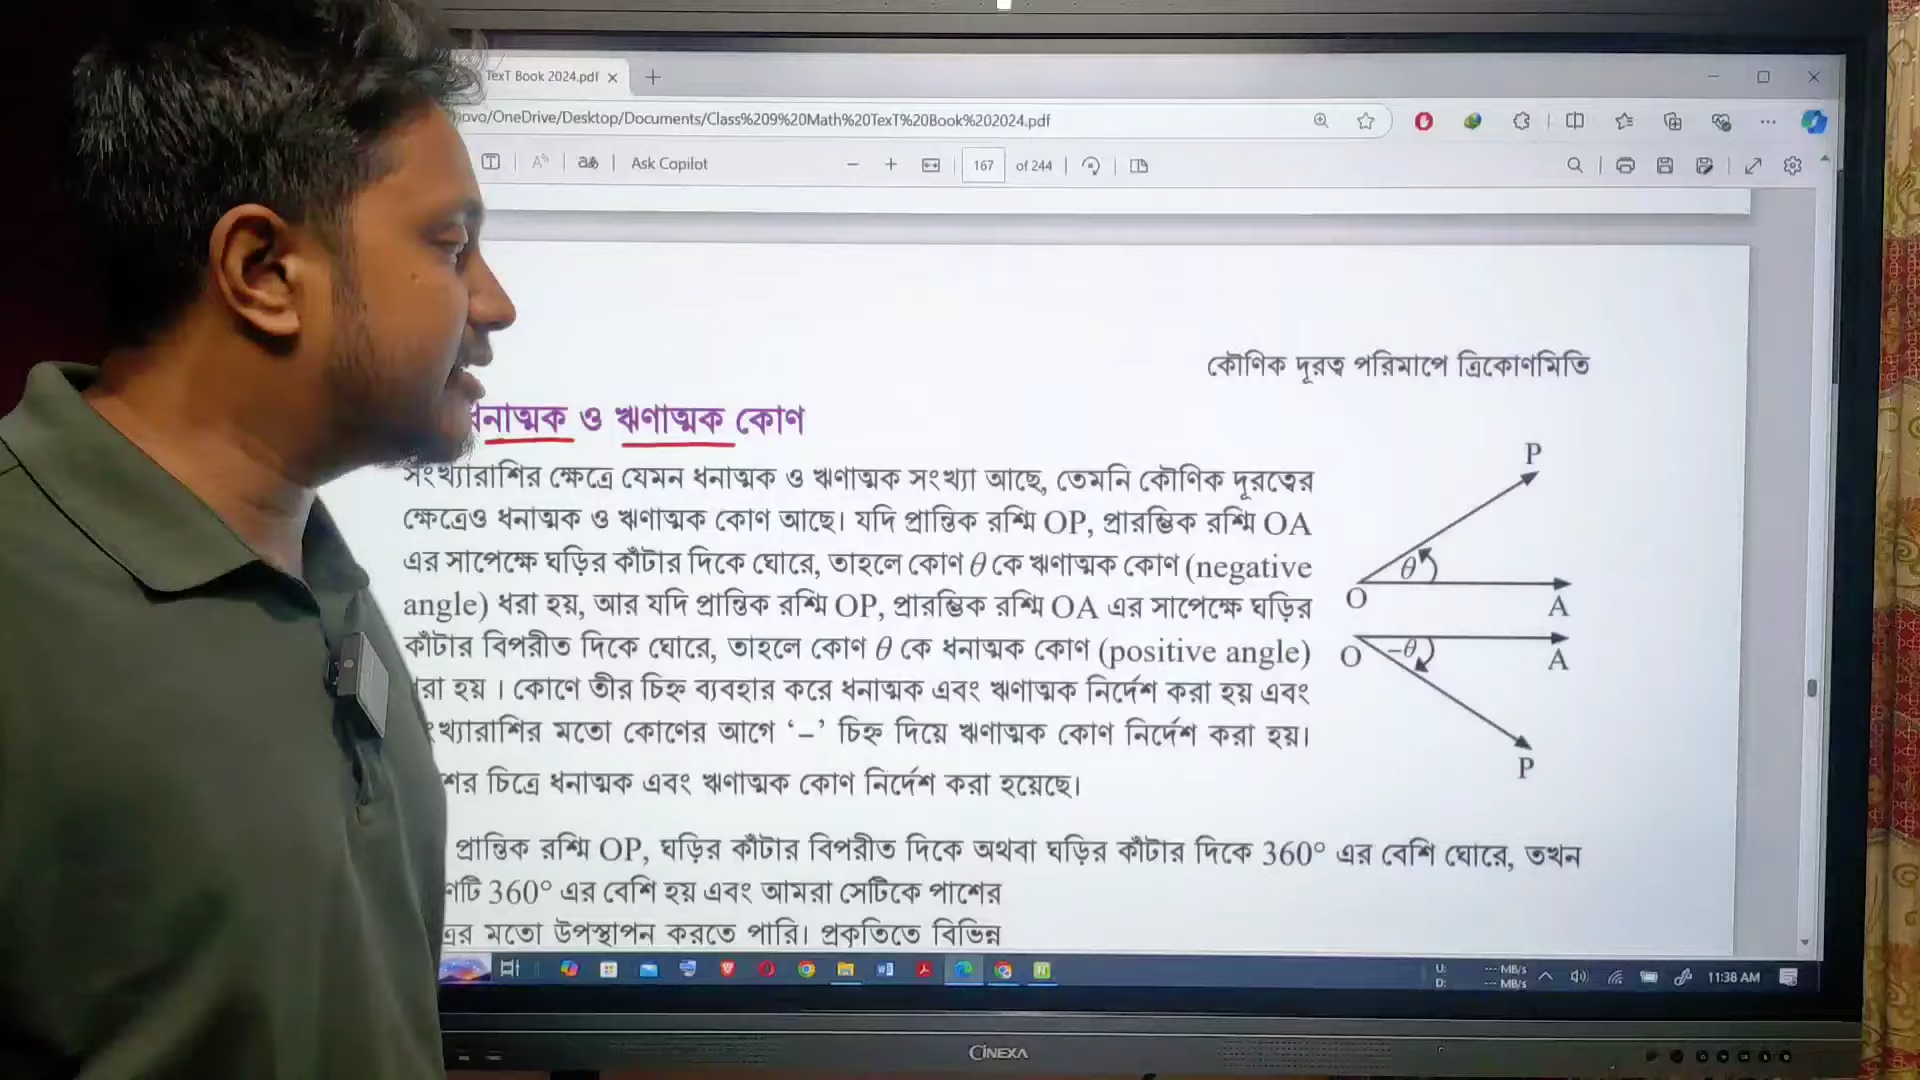 TexT Book 2024.pdf
ovo/OneDrive/Desktop/Documents/Class%209%20Math%20TexT%20Book%202024.pdf
Ask Copilot
167 of 244
কৌণিক দূরত্ব পরিমাপে ত্রিকোণমিতি
ধনাত্মক ও ঋণাত্মক কোণ
সংখ্যারাশির ক্ষেত্রে যেমন ধনাত্মক ও ঋণাত্মক সংখ্যা আছে, তেমনি কৌণিক দূরত্বের
ক্ষেত্রেও ধনাত্মক ও ঋণাত্মক কোণ আছে। যদি প্রান্তিক রশ্মি OP, প্রারম্ভিক রশ্মি OA
এর সাপেক্ষে ঘড়ির কাঁটার দিকে ঘোরে, তাহলে কোণ θ কে ঋণাত্মক কোণ (negative
angle) ধরা হয়, আর যদি প্রান্তিক রশ্মি OP, প্রারম্ভিক রশ্মি OA এর সাপেক্ষে ঘড়ির
কাঁটার বিপরীত দিকে ঘোরে, তাহলে কোণ θ কে ধনাত্মক কোণ (positive angle)
রা হয় । কোণে তীর চিহ্ন ব্যবহার করে ধনাত্মক এবং ঋণাত্মক নির্দেশ করা হয় এবং
খ্যারাশির মতো কোণের আগে ‘–’ চিহ্ন দিয়ে ঋণাত্মক কোণ নির্দেশ করা হয়।
শের চিত্রে ধনাত্মক এবং ঋণাত্মক কোণ নির্দেশ করা হয়েছে।
P
θ
O
A
O
–θ
A
P
প্রান্তিক রশ্মি OP, ঘড়ির কাঁটার বিপরীত দিকে অথবা ঘড়ির কাঁটার দিকে 360° এর বেশি ঘোরে, তখন
ণটি 360° এর বেশি হয় এবং আমরা সেটিকে পাশের
ত্রের মতো উপস্থাপন করতে পারি। প্রকৃতিতে বিভিন্ন
U: --- MB/s
D: --- MB/s
11:38 AM
CINEXA